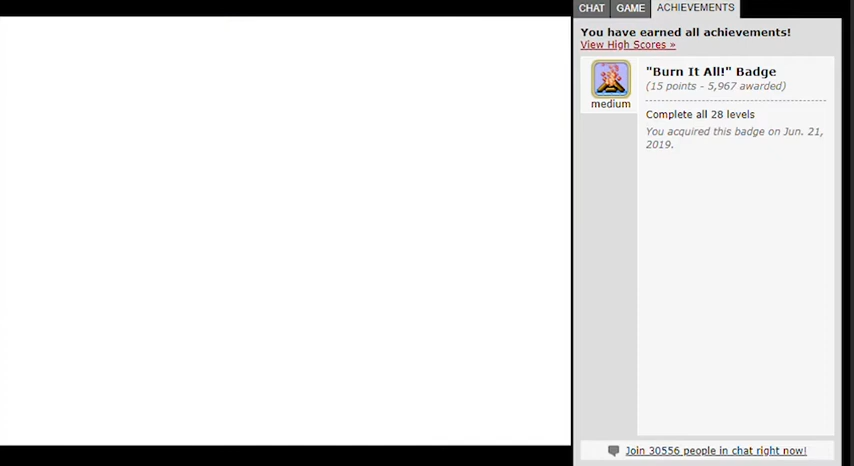 CHAT GAME ACHIEVEMENTS
You have earned all achievements!
View High Scores »
"Burn It All!" Badge
(15 points - 5,967 awarded)
medium
Complete all 28 levels
You acquired this badge on Jun. 21,
2019.
Join 30556 people in chat right now!